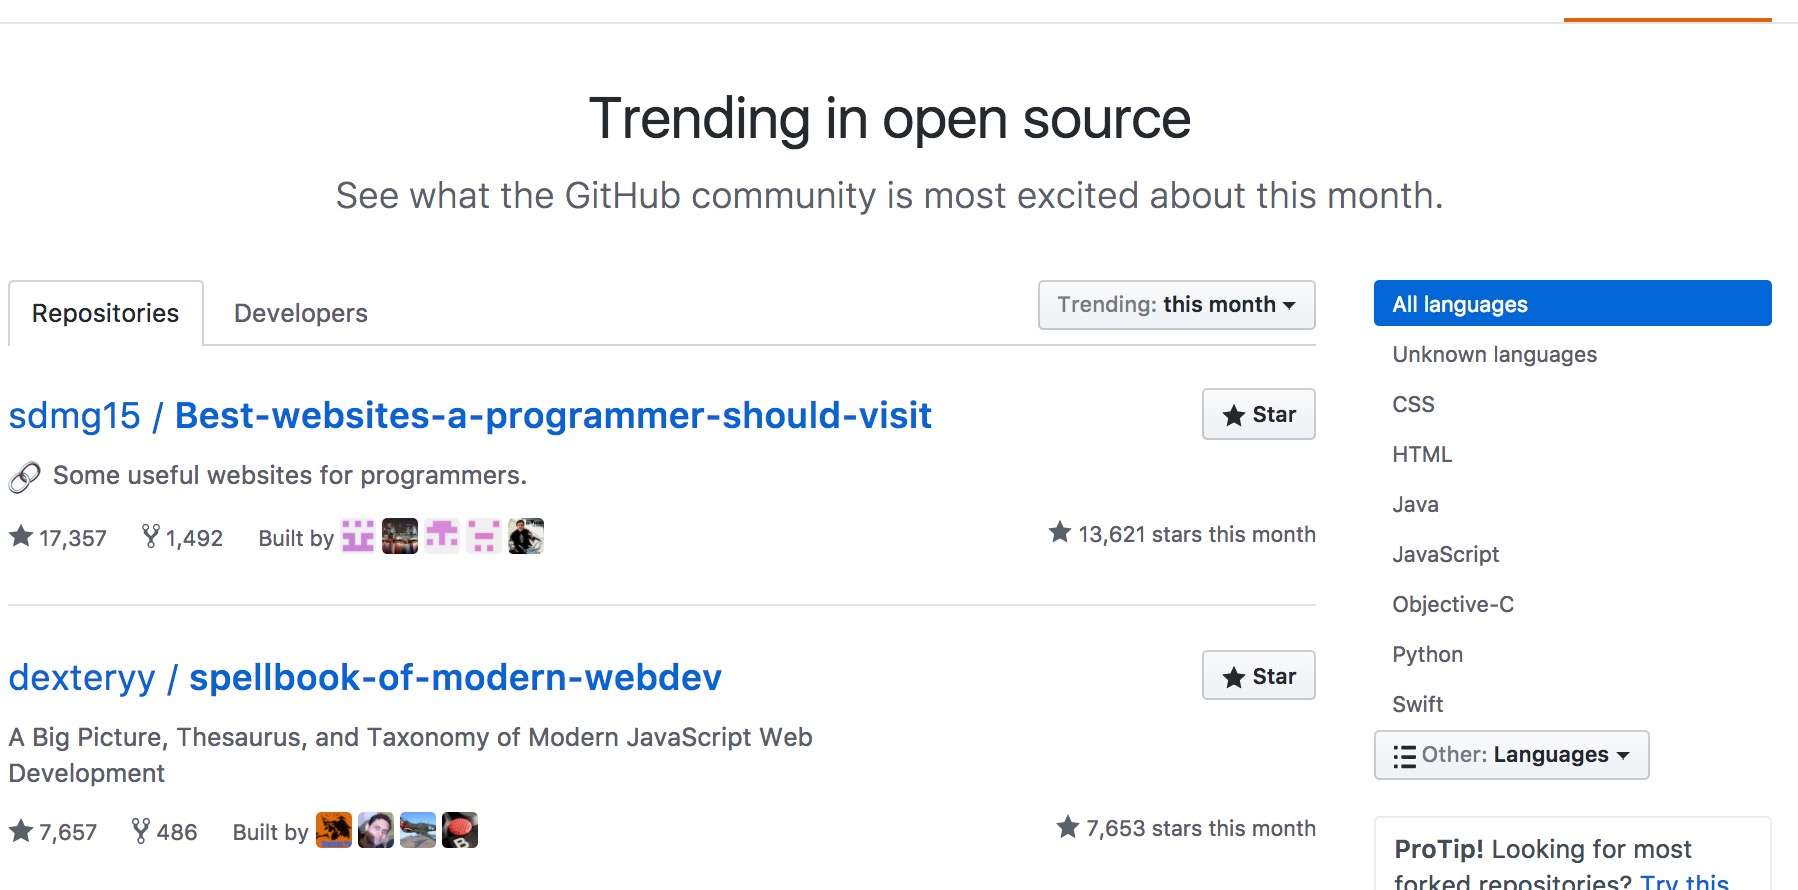 Trending in open source
See what the GitHub community is most excited about this month.
Repositories
Developers
Trending: this month
sdmg15 / Best-websites-a-programmer-should-visit
Star
Some useful websites for programmers.
17,357
1,492
Built by
13,621 stars this month
dexteryy / spellbook-of-modern-webdev
Star
A Big Picture, Thesaurus, and Taxonomy of Modern JavaScript Web
Development
7,657
486
Built by
7,653 stars this month
All languages
Unknown languages
CSS
HTML
Java
JavaScript
Objective-C
Python
Swift
Other: Languages
ProTip! Looking for most
forked repositories? Try this